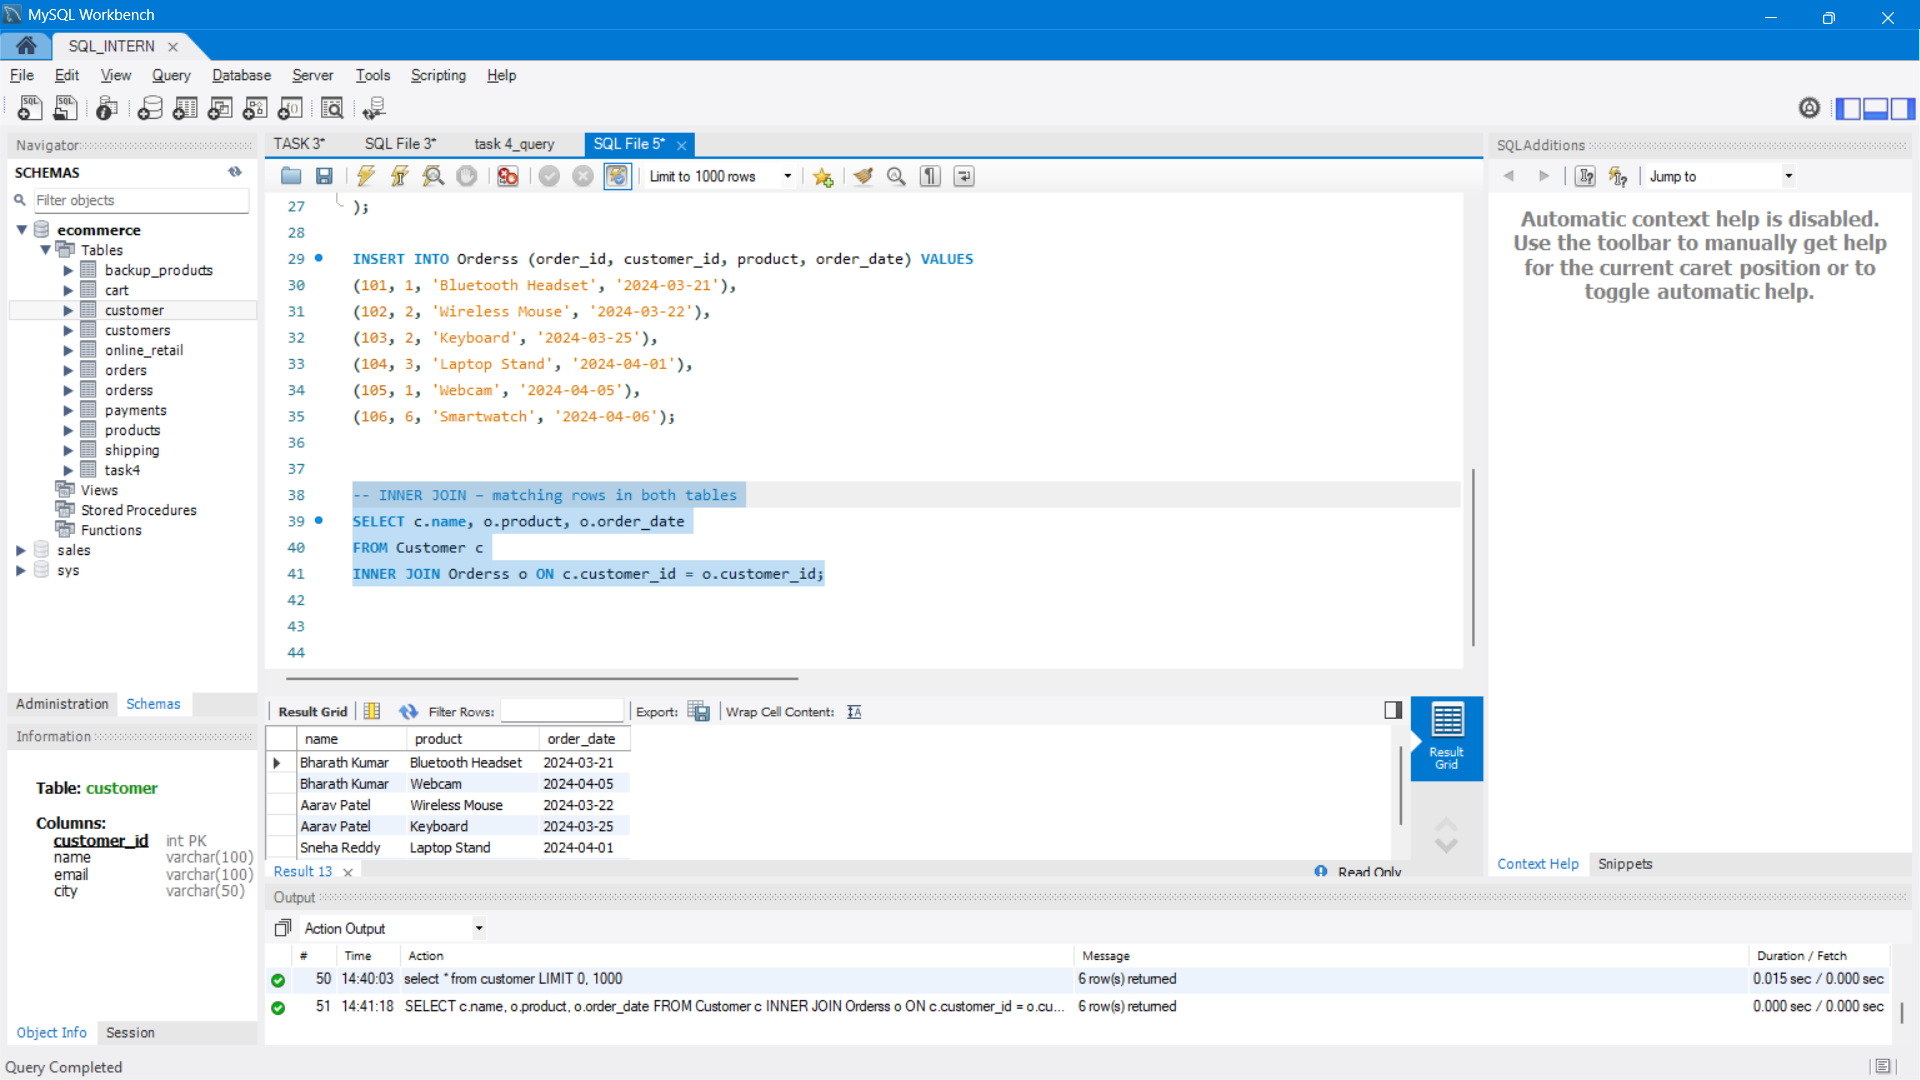 MySQL Workbench
SQL_INTERN
File Edit View Query Database Server Tools Scripting Help
Navigator
SCHEMAS
Filter objects
ecommerce
Tables
backup_products
cart
customer
customers
online_retail
orders
orderss
payments
products
shipping
task4
Views
Stored Procedures
Functions
sales
sys
Administration Schemas
Information
Table: customer
Columns:
customer_id int PK
name varchar(100)
email varchar(100)
city varchar(50)
Object Info Session
Query Completed
TASK 3* SQL File 3* task 4_query SQL File 5*
Limit to 1000 rows
27 );
28
29 INSERT INTO Orderss (order_id, customer_id, product, order_date) VALUES
30 (101, 1, 'Bluetooth Headset', '2024-03-21'),
31 (102, 2, 'Wireless Mouse', '2024-03-22'),
32 (103, 2, 'Keyboard', '2024-03-25'),
33 (104, 3, 'Laptop Stand', '2024-04-01'),
34 (105, 1, 'Webcam', '2024-04-05'),
35 (106, 6, 'Smartwatch', '2024-04-06');
36
37
38 -- INNER JOIN – matching rows in both tables
39 SELECT c.name, o.product, o.order_date
40 FROM Customer c
41 INNER JOIN Orderss o ON c.customer_id = o.customer_id;
42
43
44
Result Grid Filter Rows: Export: Wrap Cell Content:
name product order_date
Bharath Kumar Bluetooth Headset 2024-03-21
Bharath Kumar Webcam 2024-04-05
Aarav Patel Wireless Mouse 2024-03-22
Aarav Patel Keyboard 2024-03-25
Sneha Reddy Laptop Stand 2024-04-01
Result Grid
Result 13 Read Only
Output
Action Output
# Time Action Message Duration / Fetch
50 14:40:03 select * from customer LIMIT 0, 1000 6 row(s) returned 0.015 sec / 0.000 sec
51 14:41:18 SELECT c.name, o.product, o.order_date FROM Customer c INNER JOIN Orderss o ON c.customer_id = o.cu... 6 row(s) returned 0.000 sec / 0.000 sec
SQLAdditions
Jump to
Automatic context help is disabled.
Use the toolbar to manually get help
for the current caret position or to
toggle automatic help.
Context Help Snippets